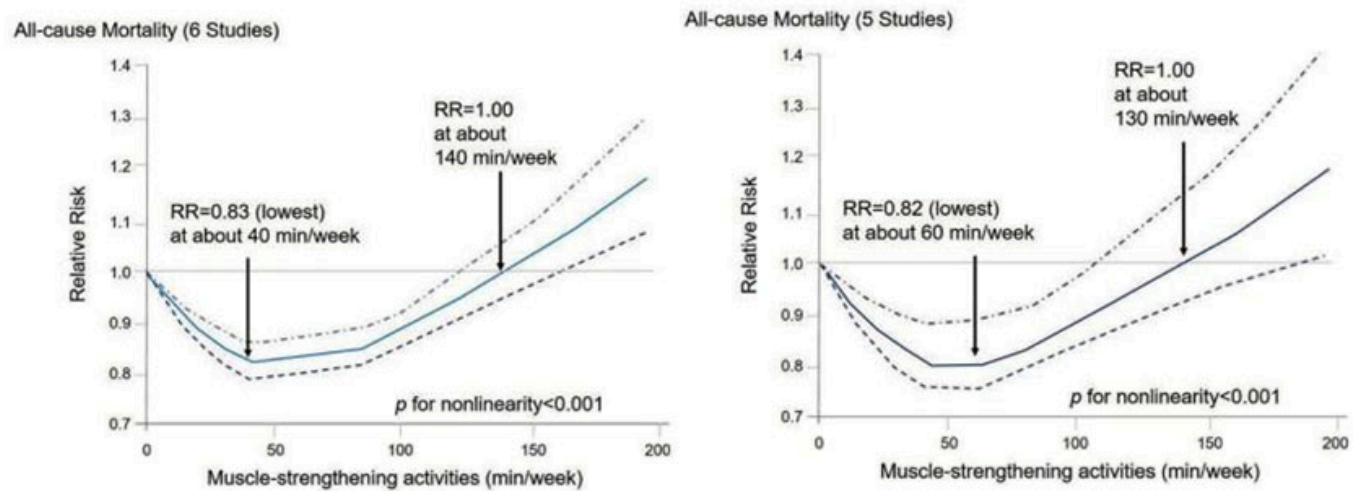 All-cause Mortality (6 Studies)
1.4
1.3
1.2
1.1
1.0
0.9
0.8
0.7
Relative Risk
RR=0.83 (lowest)
at about 40 min/week
RR=1.00
at about
140 min/week
p for nonlinearity<0.001
0 50 100 150 200
Muscle-strengthening activities (min/week)
All-cause Mortality (5 Studies)
1.4
1.3
1.2
1.1
1.0
0.9
0.8
0.7
Relative Risk
RR=0.82 (lowest)
at about 60 min/week
RR=1.00
at about
130 min/week
p for nonlinearity<0.001
0 50 100 150 200
Muscle-strengthening activities (min/week)